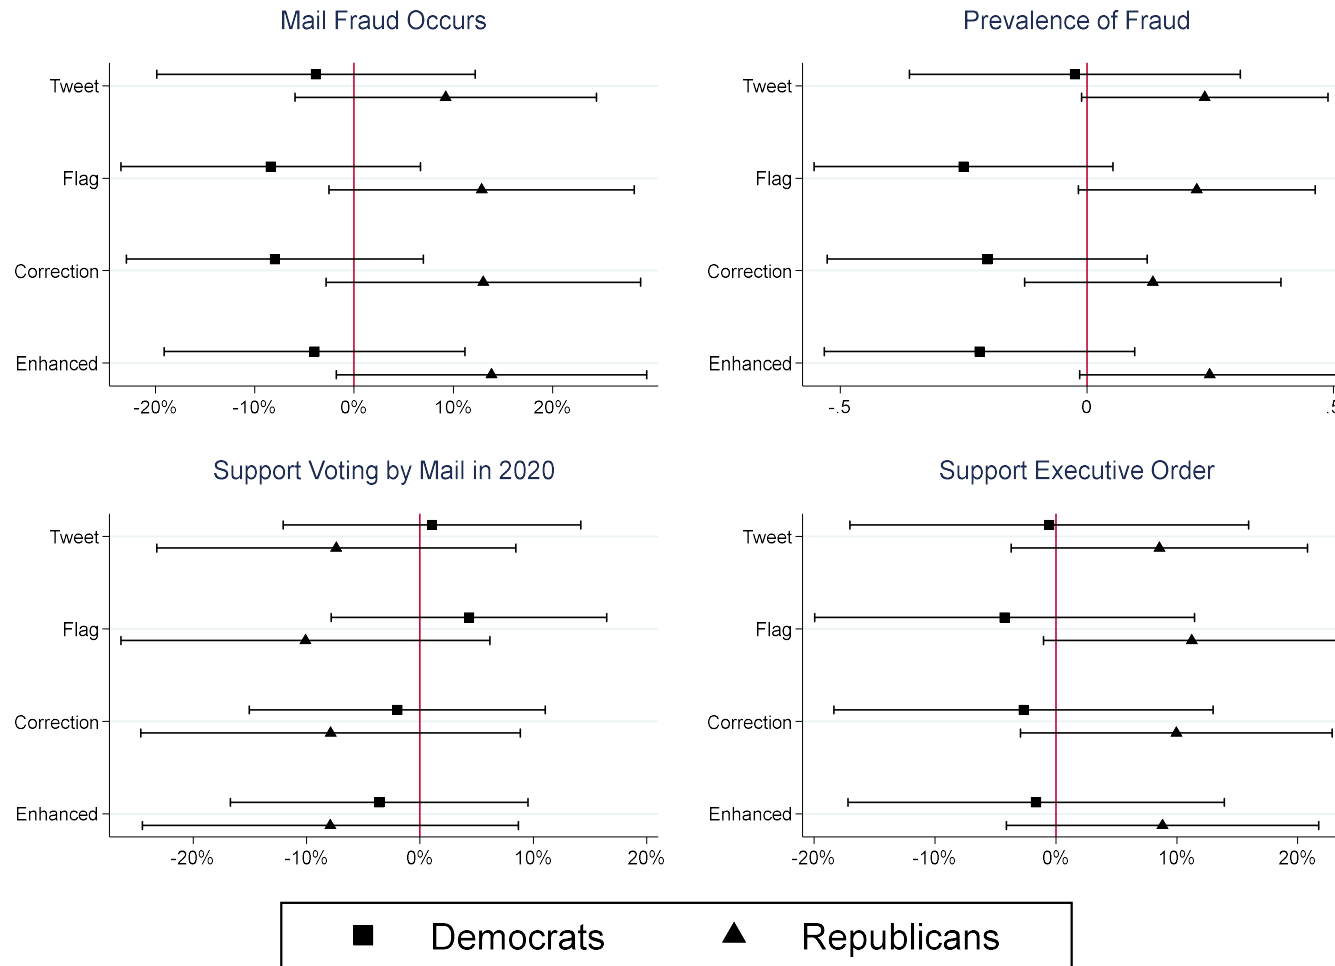 Mail Fraud Occurs
Tweet
Flag
Correction
Enhanced
-20% -10% 0% 10% 20%
Prevalence of Fraud
Tweet
Flag
Correction
Enhanced
-.5 0 .5
Support Voting by Mail in 2020
Tweet
Flag
Correction
Enhanced
-20% -10% 0% 10% 20%
Support Executive Order
Tweet
Flag
Correction
Enhanced
-20% -10% 0% 10% 20%
Democrats Republicans